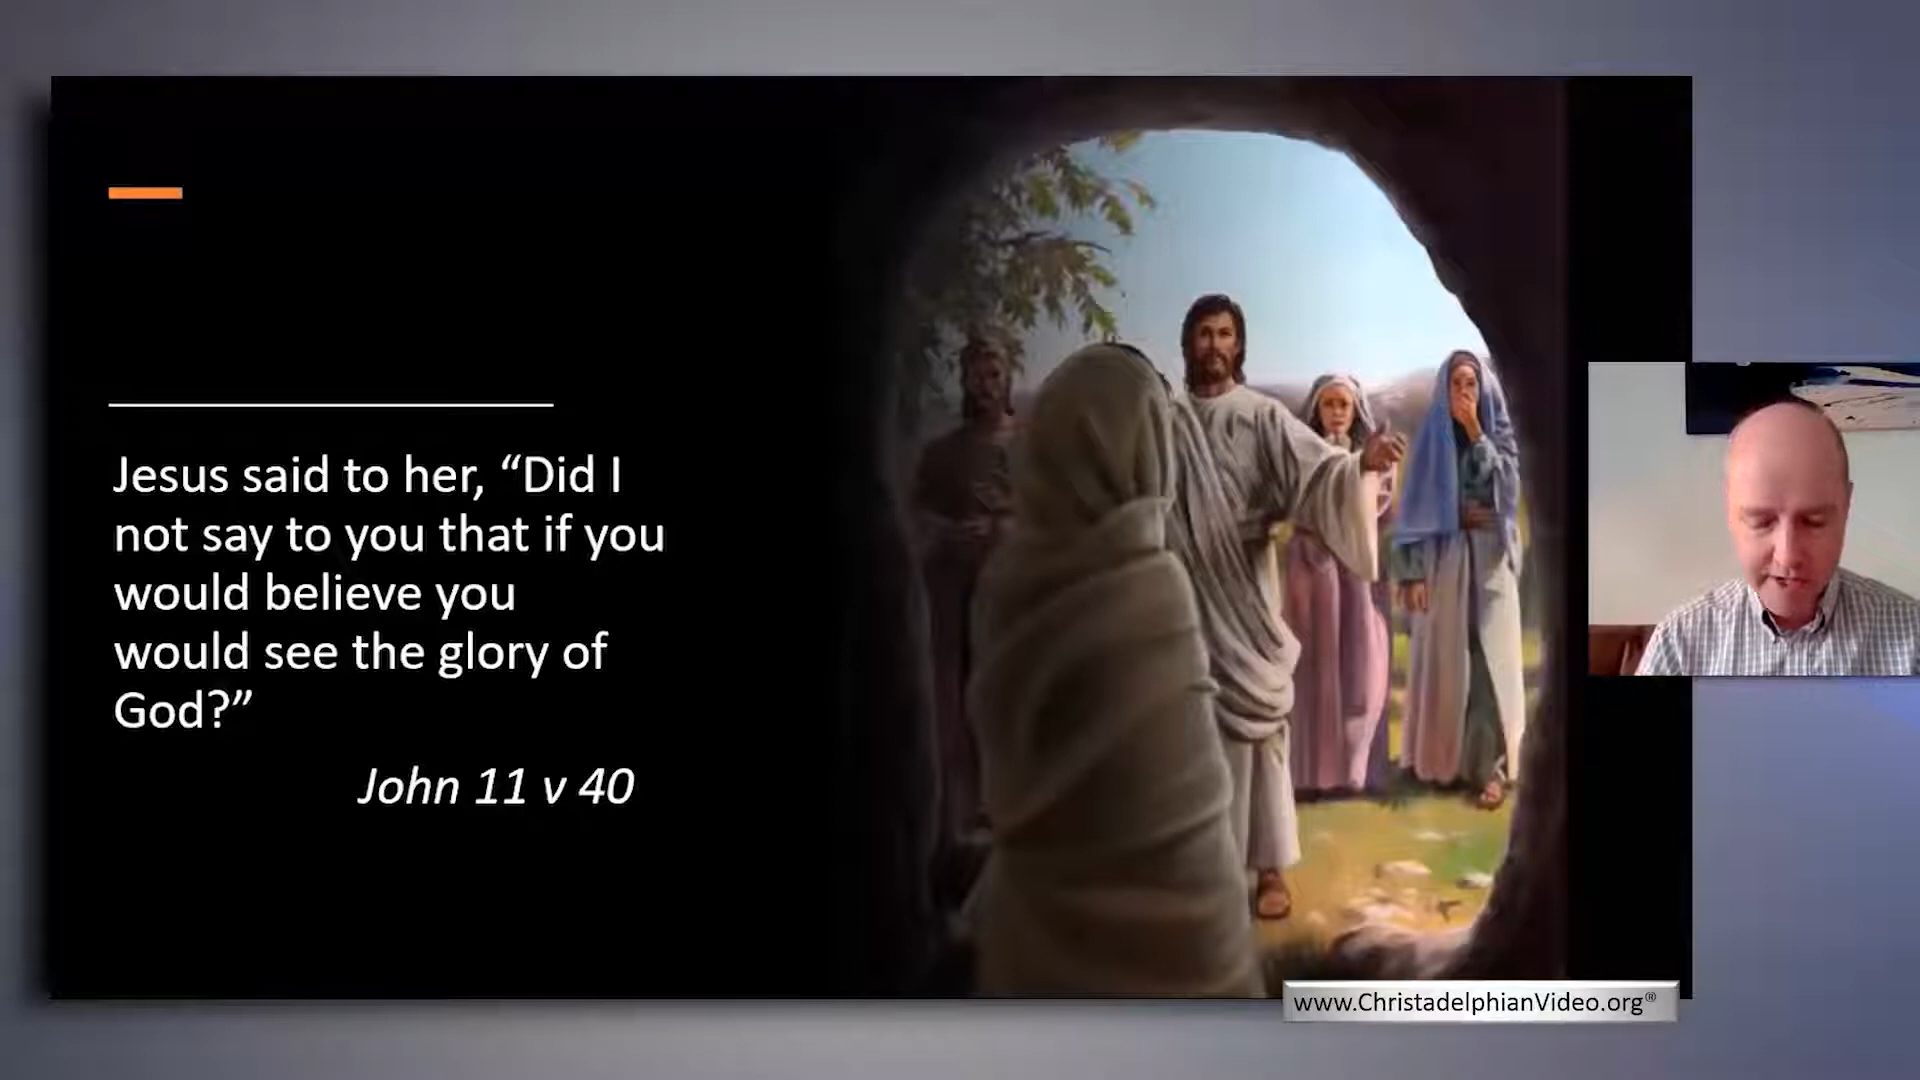 Jesus said to her, “Did I
not say to you that if you
would believe you
would see the glory of
God?”
John 11 v 40
www.ChristadelphianVideo.org®